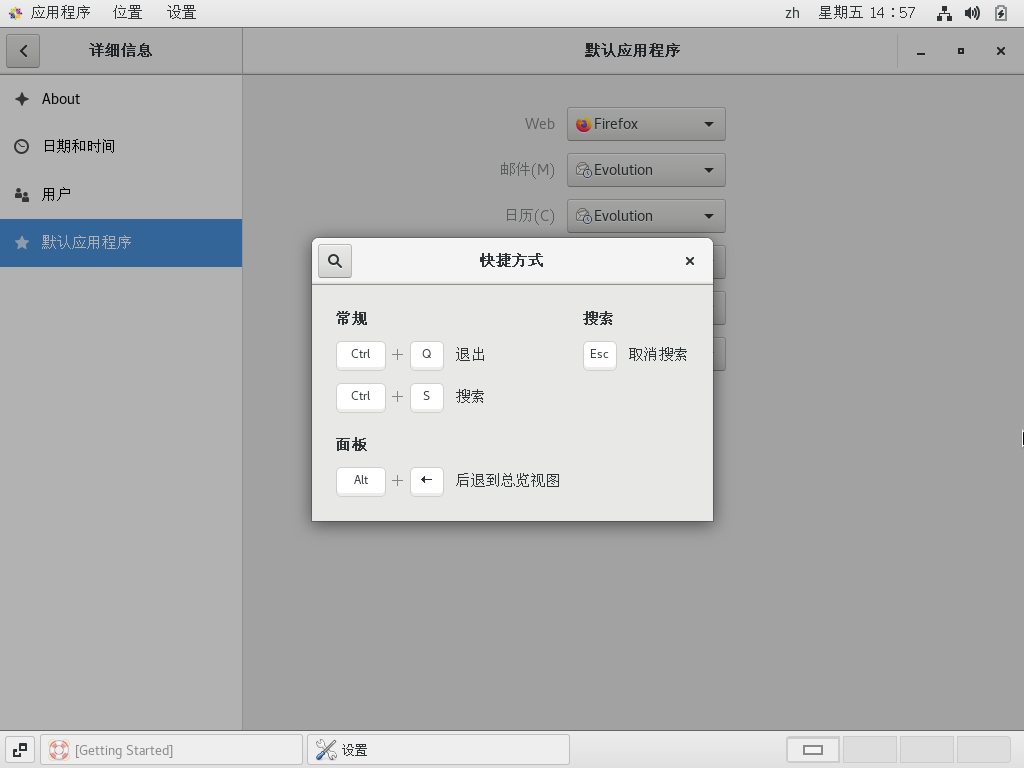 应用程序 位置 设置 zh 星期五 14：57
详细信息 默认应用程序
About
日期和时间
用户
默认应用程序
Web Firefox
邮件(M) Evolution
日历(C) Evolution
快捷方式
常规
Ctrl + Q 退出
Ctrl + S 搜索
面板
Alt + ← 后退到总览视图
搜索
Esc 取消搜索
[Getting Started] 设置